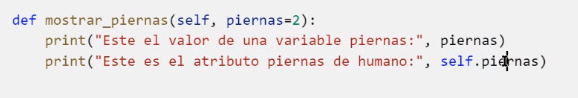 def mostrar_piernas(self, piernas=2):
    print("Este el valor de una variable piernas:", piernas)
    print("Este es el atributo piernas de humano:", self.piernas)